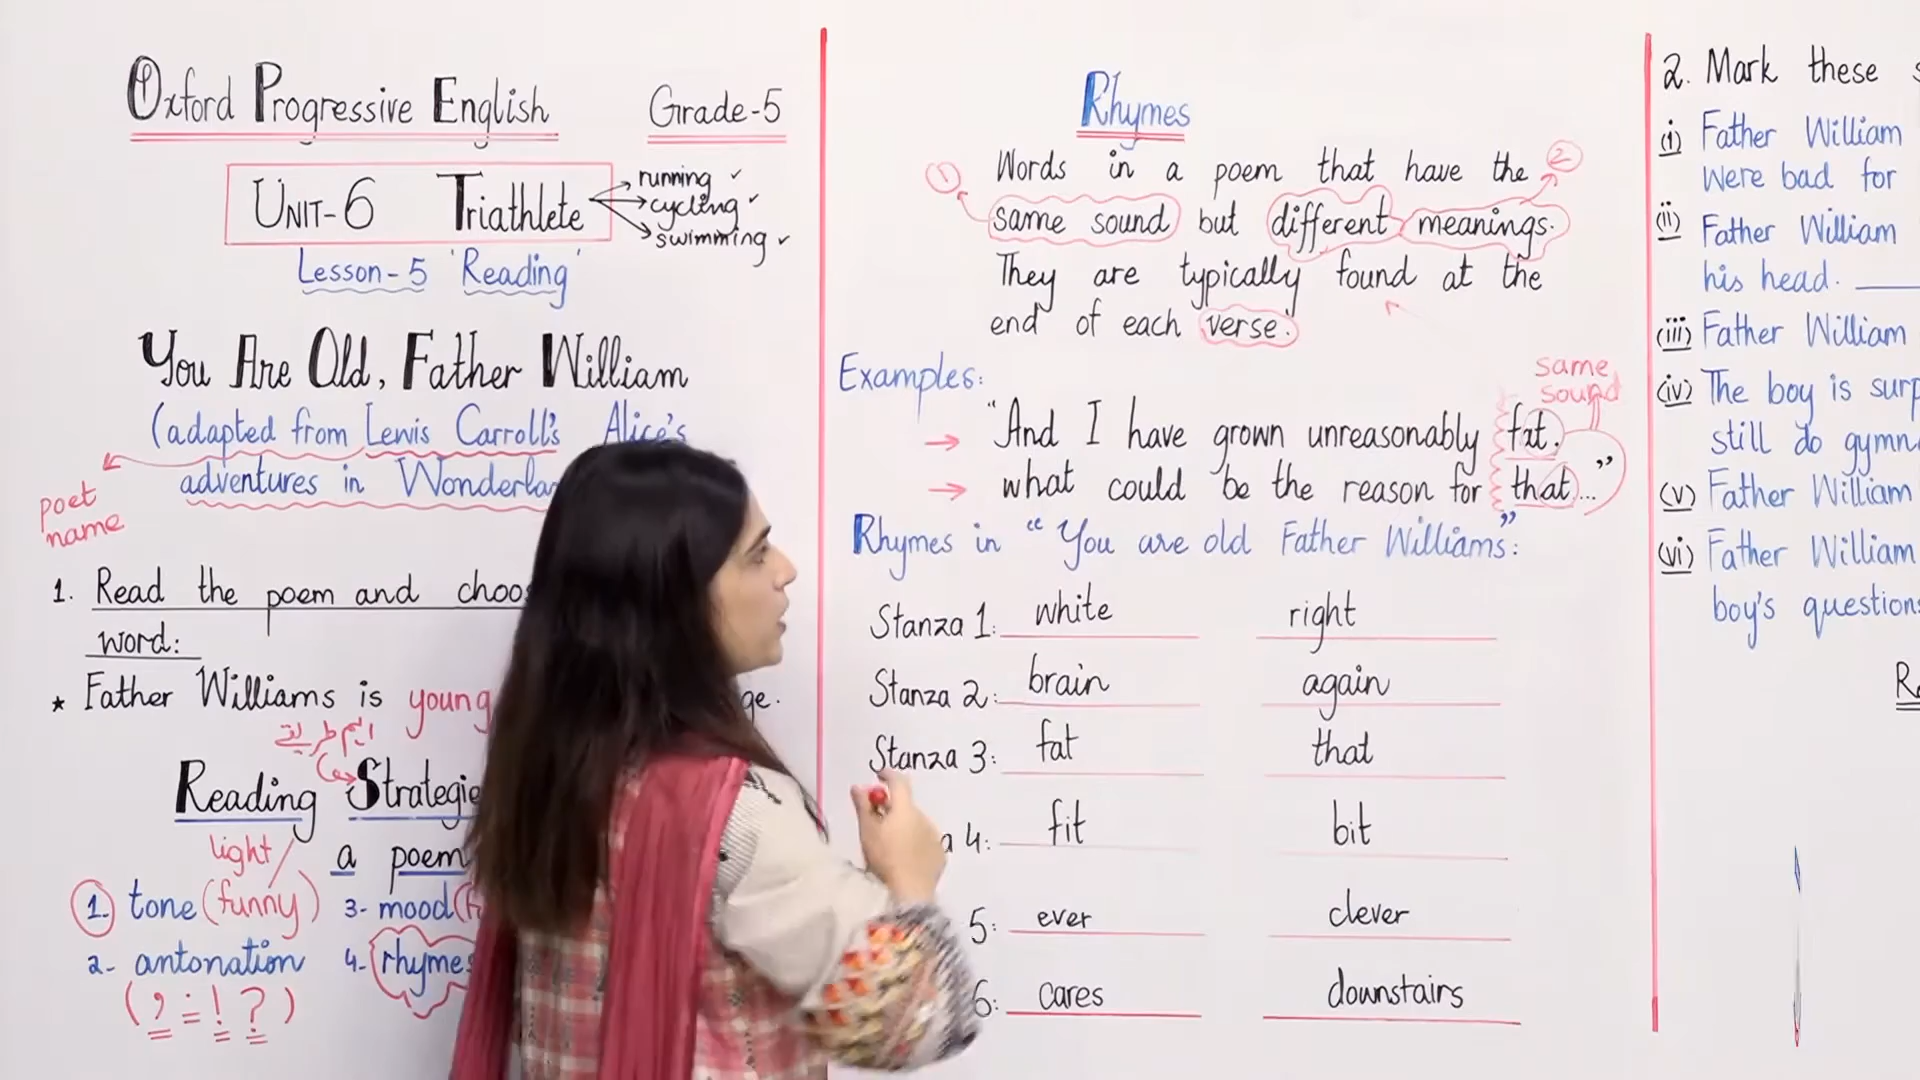 Oxford Progressive English Grade-5
Unit-6 Triathlete
running
cycling
swimming
Lesson-5 'Reading'
You Are Old, Father William
(adapted from Lewis Carroll's Alice's
adventures in
poet
name
1. Read the poem and
word:
* Father Williams is young
Reading
light
a poem
1. tone (funny)
3- mood
2- antonation
4- rhymes
( , : ! ? )
Rhymes
1
2
Words in a poem that have the
same sound but different meanings.
They are typically found at the
end of each verse.
Examples:
same
sound
"And I have grown unreasonably fat.
what could be the reason for that..."
Rhymes in "You are old Father Williams":
Stanza 1: white right
Stanza 2: brain again
Stanza 3: fat that
4: fit bit
5: ever clever
6: cares downstairs
2. Mark these
(i) Father William
were bad for
(ii) Father William
his head.
(iii) Father William
(iv) The boy is
still do
(v) Father William
(vi) Father William
boy's